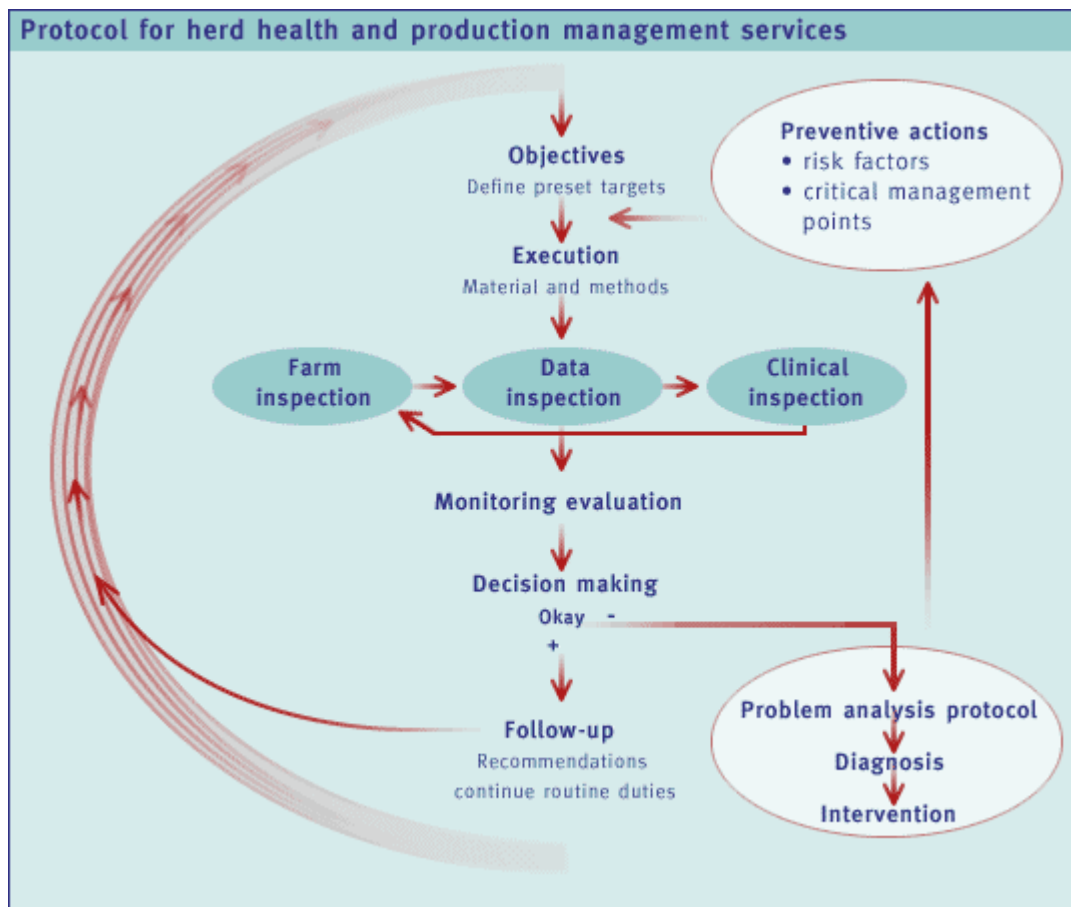 Protocol for herd health and production management services
Objectives
Define preset targets
Preventive actions
• risk factors
• critical management
points
Execution
Material and methods
Farm
inspection
Data
inspection
Clinical
inspection
Monitoring evaluation
Decision making
Okay -
+
Follow-up
Recommendations
continue routine duties
Problem analysis protocol
Diagnosis
Intervention